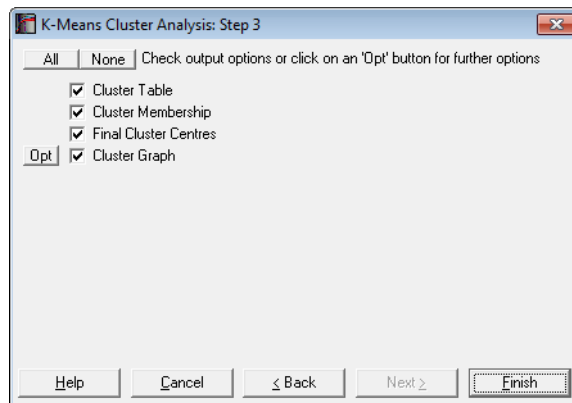 K-Means Cluster Analysis: Step 3
All None Check output options or click on an 'Opt' button for further options
Cluster Table
Cluster Membership
Final Cluster Centres
Opt Cluster Graph
Help Cancel < Back Next > Finish